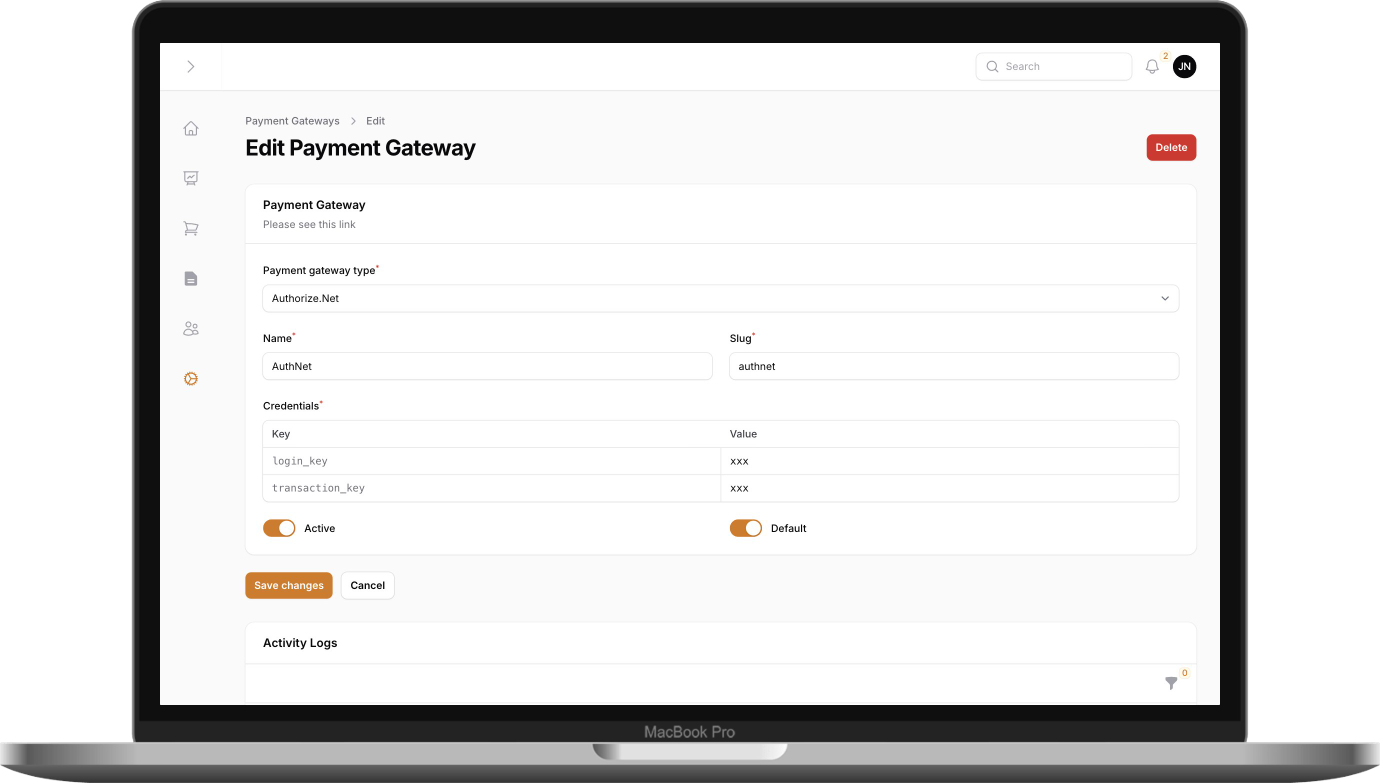 Search
2
JN
Payment Gateways > Edit
Edit Payment Gateway
Delete
Payment Gateway
Please see this link
Payment gateway type*
Authorize.Net
Name* Slug*
AuthNet authnet
Credentials*
Key Value
login_key xxx
transaction_key xxx
Active Default
Save changes Cancel
Activity Logs
0
MacBook Pro